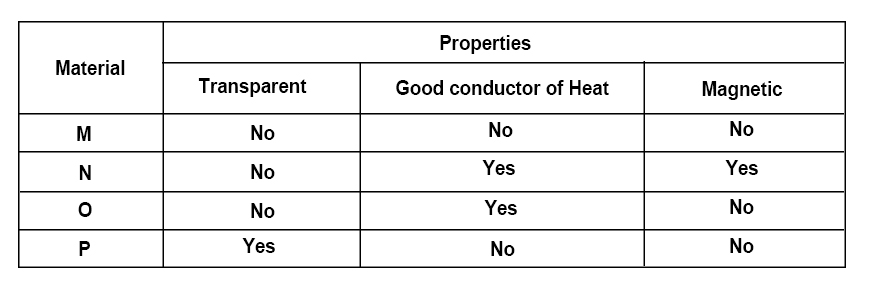 Material Properties
Transparent Good conductor of Heat Magnetic
M No No No
N No Yes Yes
O No Yes No
P Yes No No